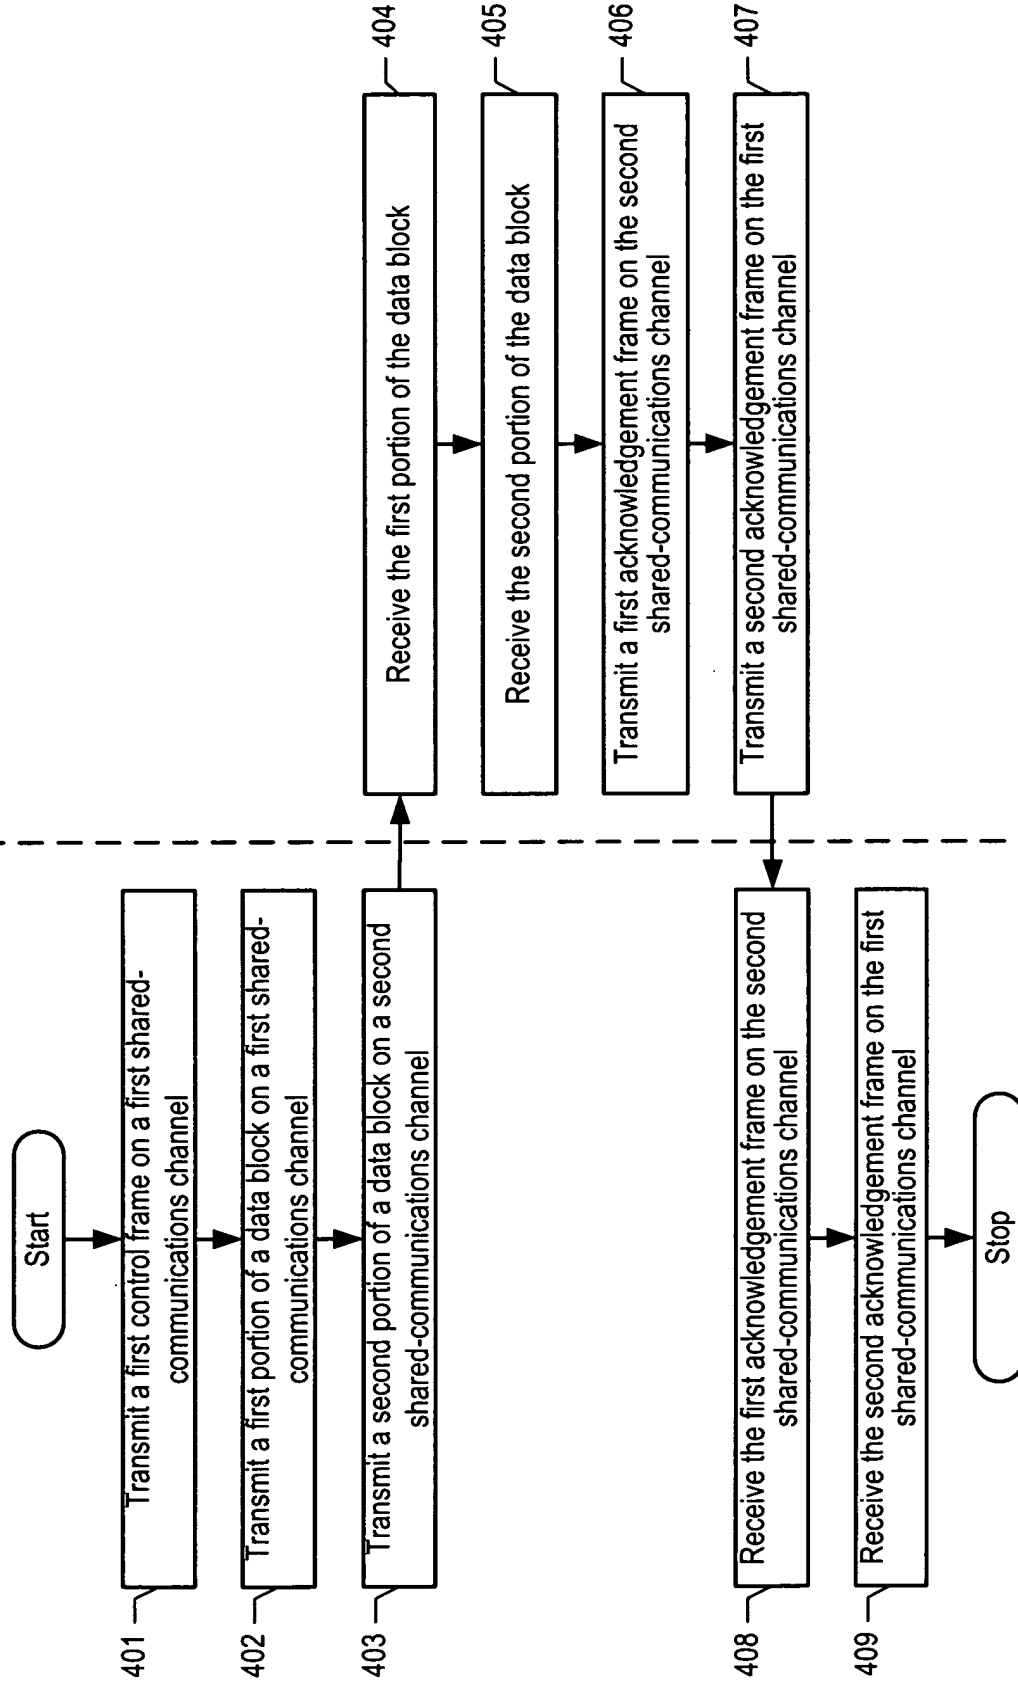 Start
401
Transmit a first control frame on a first shared-
communications channel
402
Transmit a first portion of a data block on a first shared-
communications channel
403
Transmit a second portion of a data block on a second
shared-communications channel
404
Receive the first portion of the data block
405
Receive the second portion of the data block
406
Transmit a first acknowledgement frame on the second
shared-communications channel
407
Transmit a second acknowledgement frame on the first
shared-communications channel
408
Receive the first acknowledgement frame on the second
shared-communications channel
409
Receive the second acknowledgement frame on the first
shared-communications channel
Stop